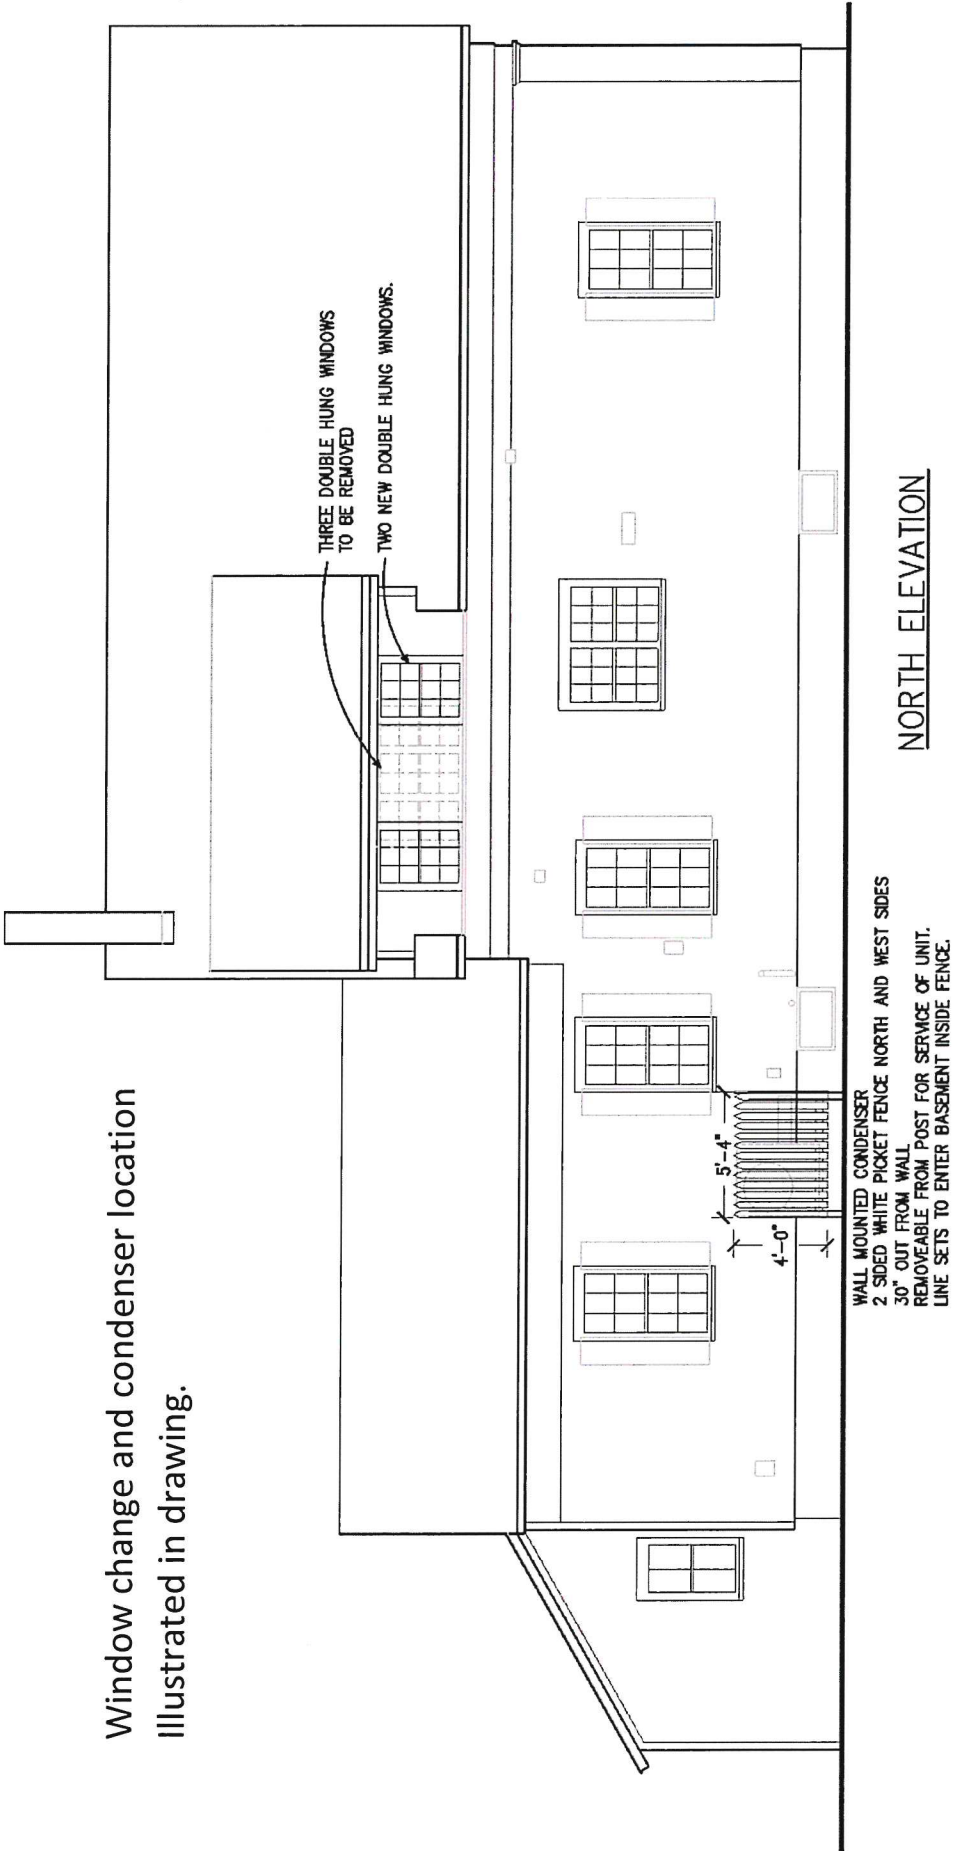 Window change and condenser location
Illustrated in drawing.
THREE DOUBLE HUNG WINDOWS
TO BE REMOVED
TWO NEW DOUBLE HUNG WINDOWS.
5'-4"
4'-0"
WALL MOUNTED CONDENSER
2 SIDED WHITE PICKET FENCE NORTH AND WEST SIDES
30" OUT FROM WALL
REMOVEABLE FROM POST FOR SERVICE OF UNIT.
LINE SETS TO ENTER BASEMENT INSIDE FENCE.
NORTH ELEVATION